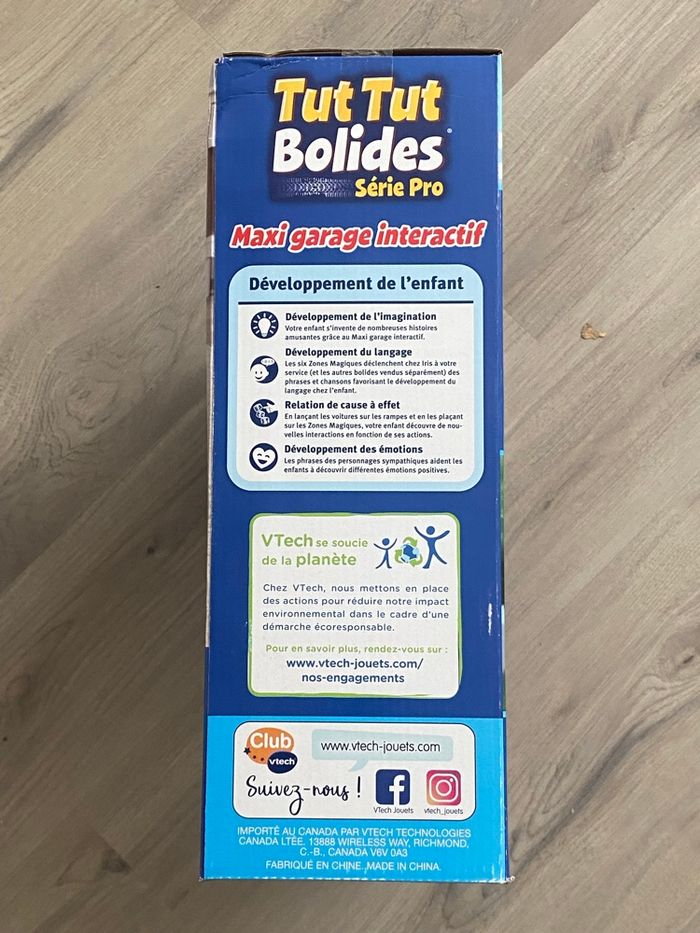 Tut Tut
Bolides®
Série Pro
Maxi garage interactif
Développement de l'enfant
Développement de l'imagination
Votre enfant s'invente de nombreuses histoires
amusantes grâce au Maxi garage interactif.
Développement du langage
Les six Zones Magiques déclenchent chez Iris à votre
service (et les autres bolides vendus séparément) des
phrases et chansons favorisant le développement du
langage chez l'enfant.
Relation de cause à effet
En lançant les voitures sur les rampes et en les plaçant
sur les Zones Magiques, votre enfant découvre de nou-
velles interactions en fonction de ses actions.
Développement des émotions
Les phrases des personnages sympathiques aident les
enfants à découvrir différentes émotions positives.
VTech se soucie
de la planète
Chez VTech, nous mettons en place
des actions pour réduire notre impact
environnemental dans le cadre d'une
démarche écoresponsable.
Pour en savoir plus, rendez-vous sur :
www.vtech-jouets.com/
nos-engagements
Club
vtech
www.vtech-jouets.com
Suivez-nous !
VTech Jouets
vtech_jouets
IMPORTÉ AU CANADA PAR VTECH TECHNOLOGIES
CANADA LTÉE. 13888 WIRELESS WAY, RICHMOND,
C.-B., CANADA V6V 0A3
FABRIQUÉ EN CHINE. MADE IN CHINA.